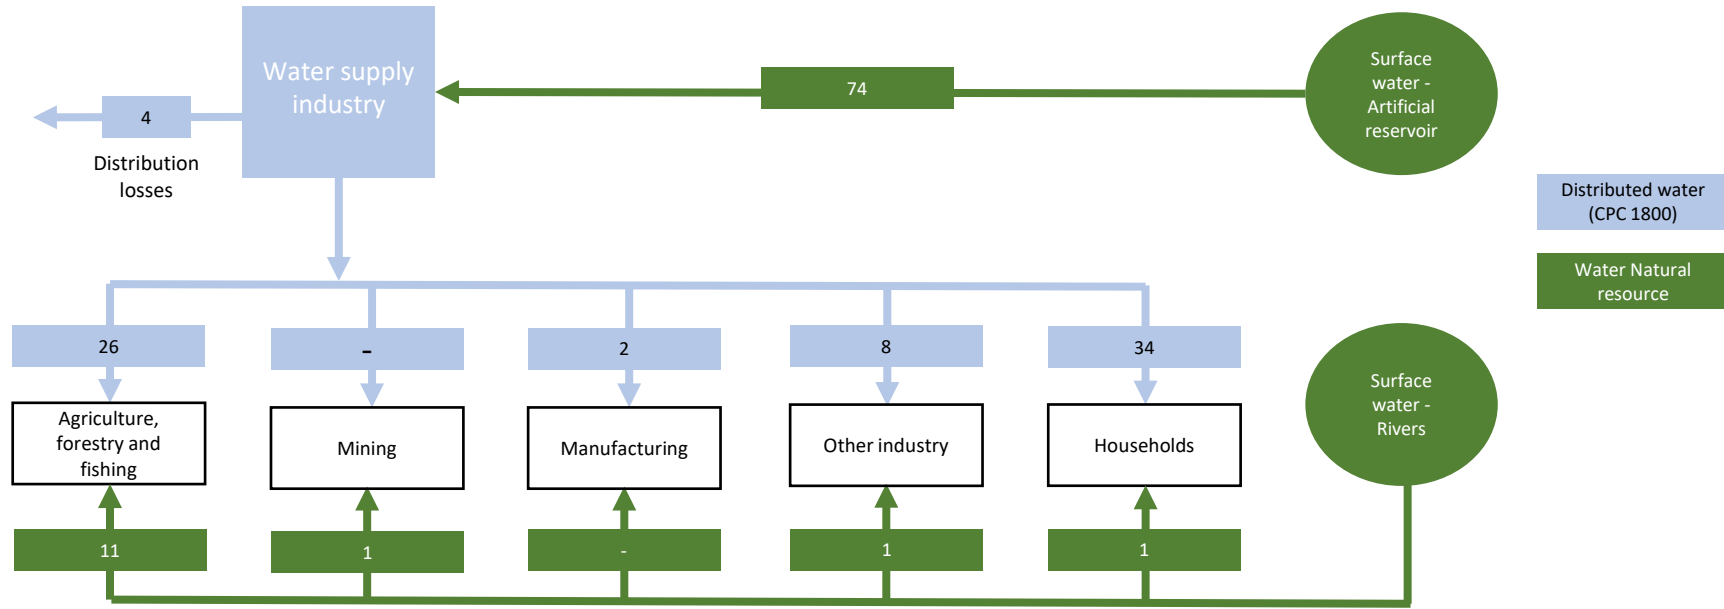 Water supply
industry
74
Surface
water -
Artificial
reservoir
4
Distribution
losses
Distributed water
(CPC 1800)
Water Natural
resource
26
-
2
8
34
Surface
water -
Rivers
Agriculture,
forestry and
fishing
Mining
Manufacturing
Other industry
Households
11
1
-
1
1